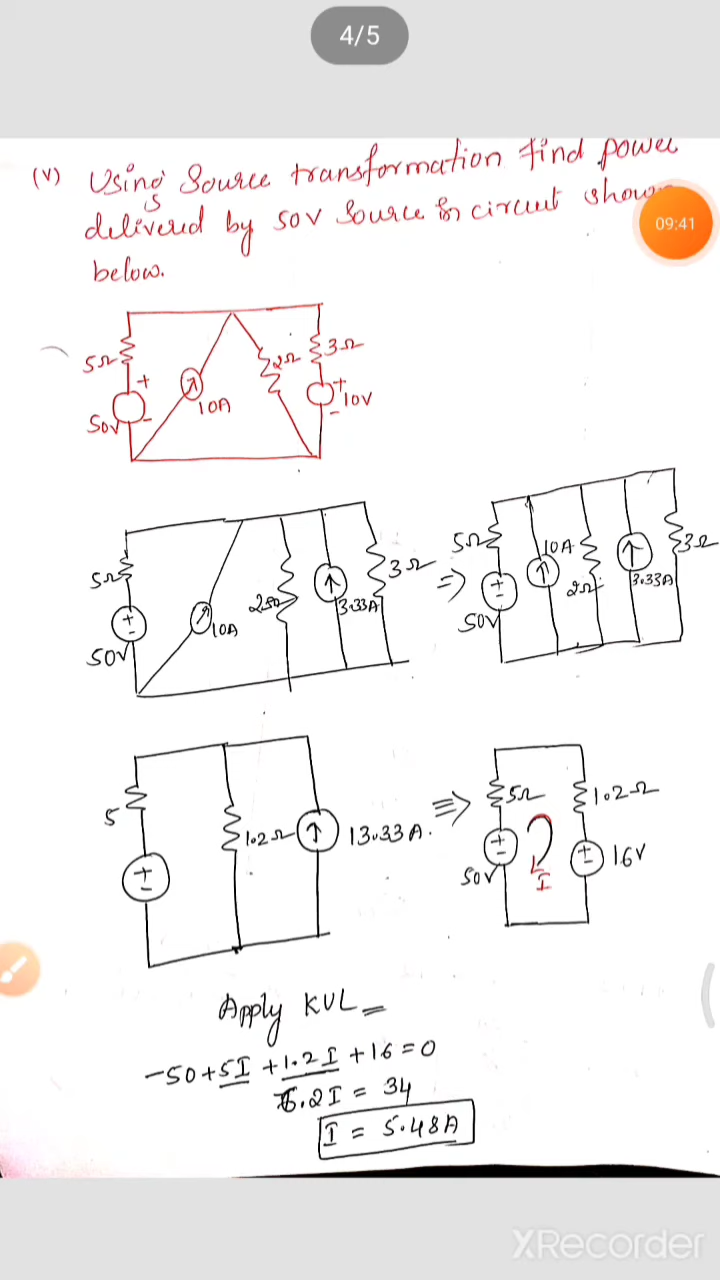 4/5
(V) Using Source transformation find power
delivered by 50V Source in circuit shown
09:41
below.
5Ω
50V
+
-
10A
2Ω
3Ω
+
-
10V
5Ω
50V
+
-
10A
3.33A
3Ω
⇒
5Ω
50V
+
-
10A
2Ω
3.33A
3Ω
5
+
-
1.2Ω
13.33A.
⇒
5Ω
50V
+
-
I
1.2Ω
+
-
16V
Apply KVL =
-50+5I +1.2I +16=0
6.2I = 34
I = 5.48A
XRecorder